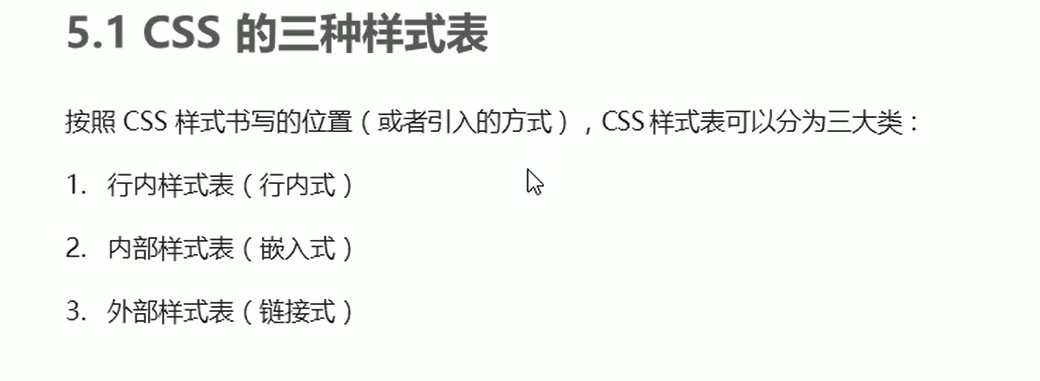 5.1 CSS 的三种样式表
按照 CSS 样式书写的位置（或者引入的方式），CSS样式表可以分为三大类：
1. 行内样式表（行内式）
2. 内部样式表（嵌入式）
3. 外部样式表（链接式）